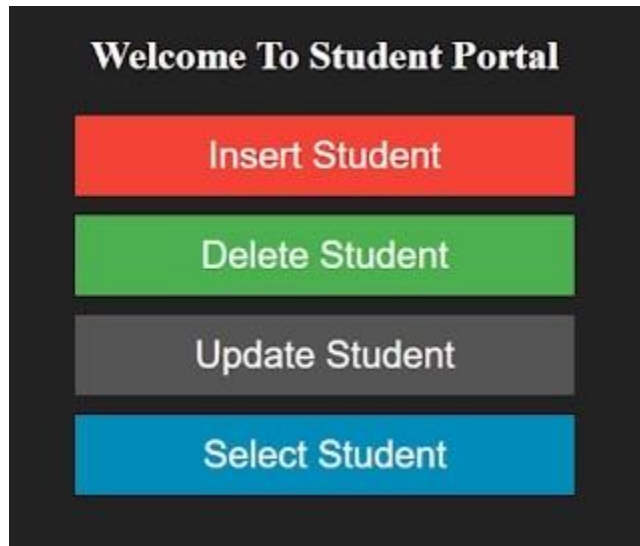 Welcome To Student Portal
Insert Student
Delete Student
Update Student
Select Student